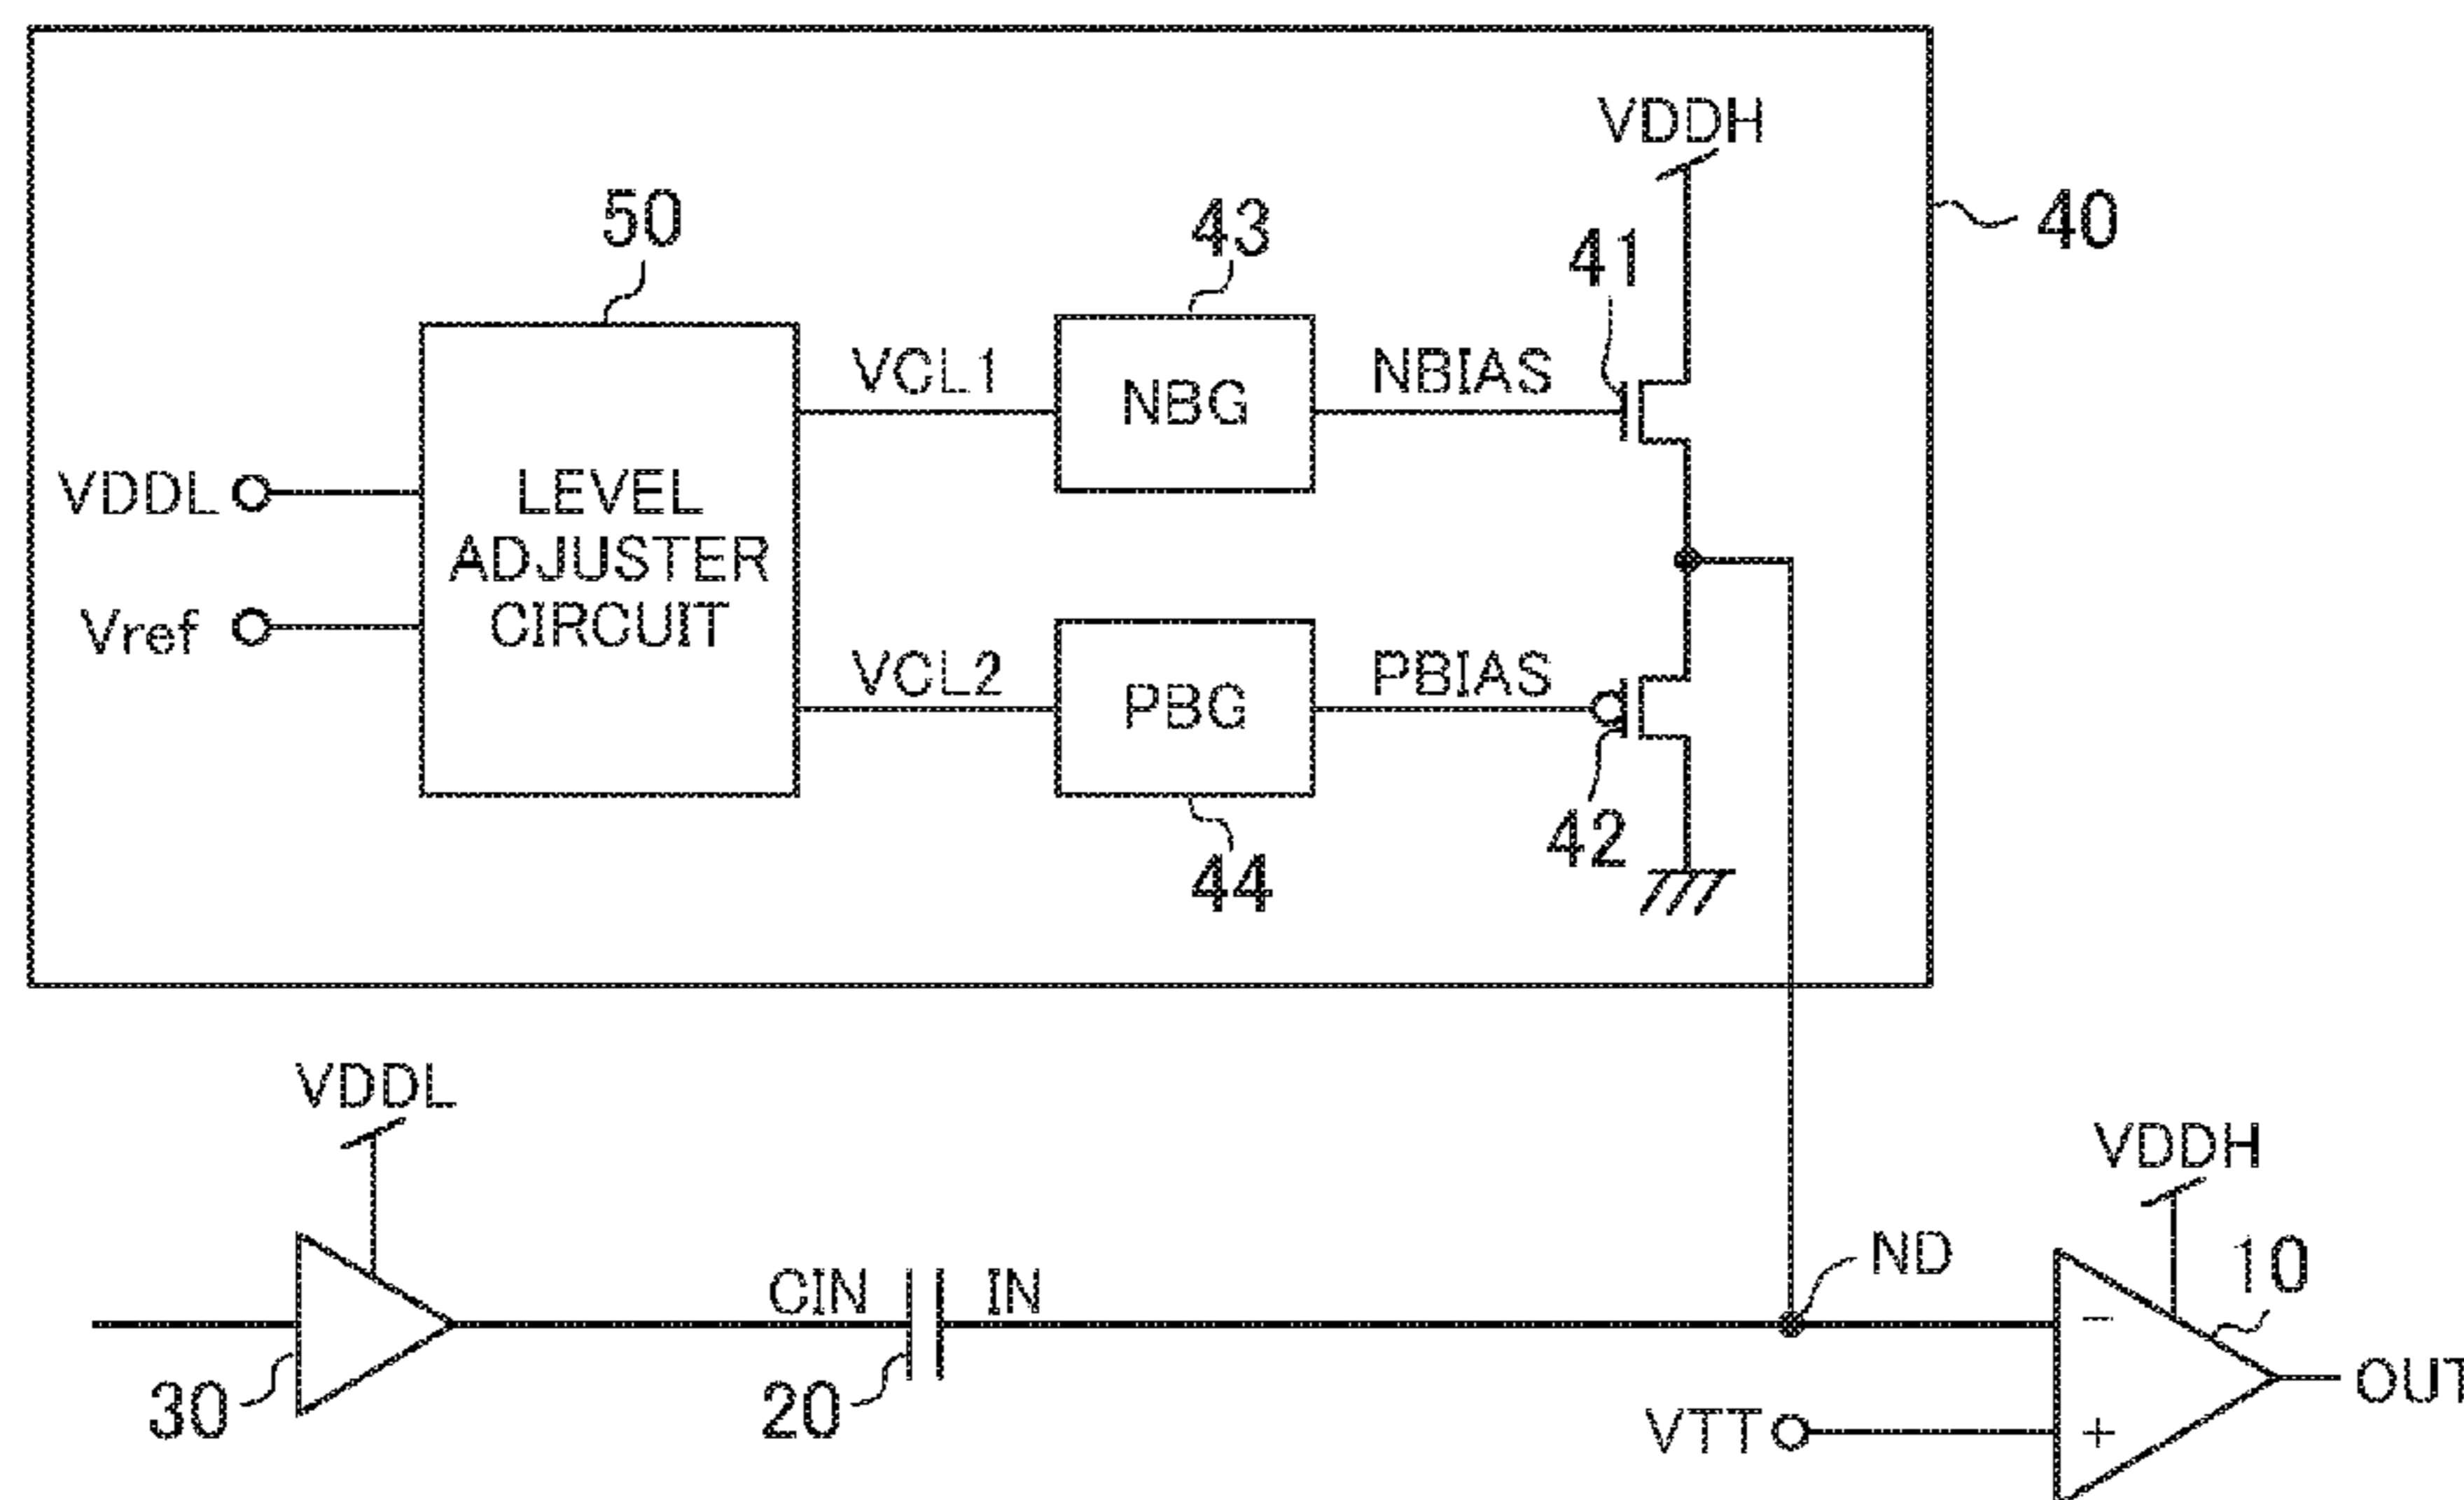 VDDH
50
43
41
40
VCL1
NBG
NBIAS
VDDL
LEVEL
ADJUSTER
CIRCUIT
Vref
VCL2
PBG
PBIAS
42
44
VDDL
VDDH
ND
10
CIN
IN
30
20
−
OUT
VTT
+